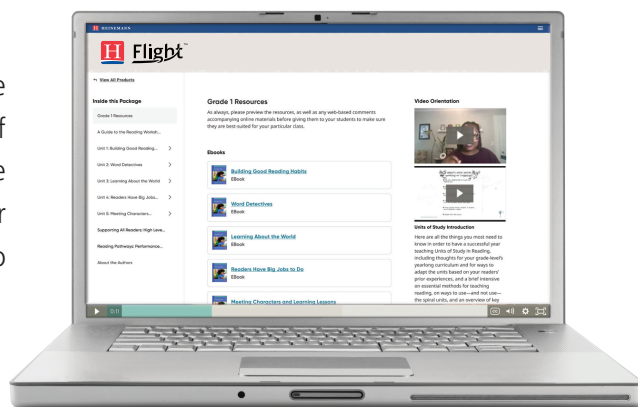 e
f
e
r
o
H HEINEMANN
H Flight™
View All Products
Inside this Package
Grade 1 Resources
A Guide to the Reading Worksh...
Unit 1: Building Good Reading...
Unit 2: Word Detectives
Unit 3: Learning About the World
Unit 4: Readers Have Big Jobs...
Unit 5: Meeting Characters...
Supporting All Readers: High Leve...
Reading Pathways: Performance...
About the Authors
Grade 1 Resources
As always, please preview the resources, as well as any web-based comments
accompanying online materials before giving them to your students to make sure
they are best-suited for your particular class.
Ebooks
Building Good Reading Habits
EBook
Word Detectives
EBook
Learning About the World
EBook
Readers Have Big Jobs to Do
EBook
Meeting Characters and Learning Lessons
Video Orientation
Units of Study Introduction
Here are all the things you most need to
know in order to have a successful year
teaching Units of Study in Reading,
including thoughts for your grade-level's
yearlong curriculum and for ways to
adapt the units based on your readers'
prior experiences, and a brief intensive
on essential methods for teaching
reading, on ways to use—and not use—
the spiral units, and an overview of key
CC